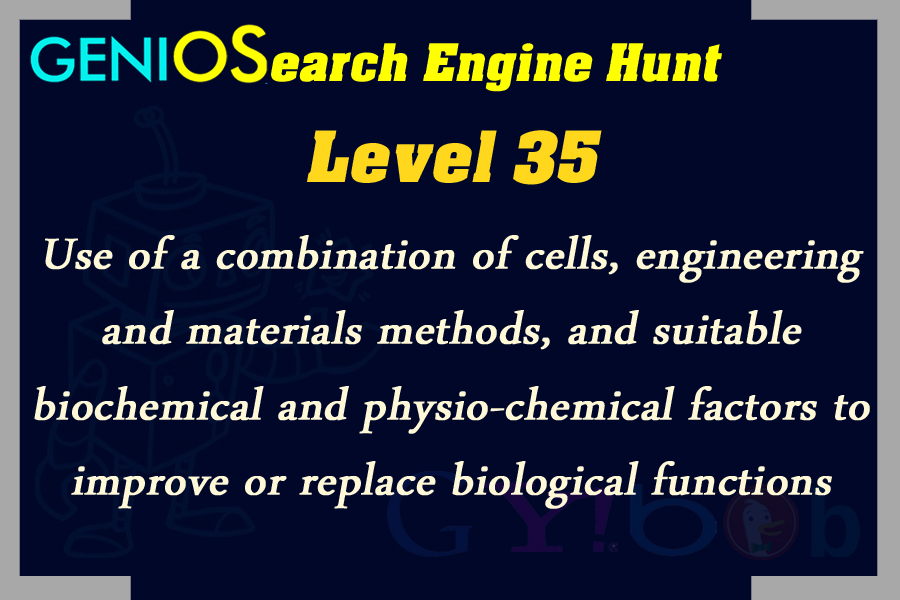 GENIOSearch Engine Hunt
Level 35
Use of a combination of cells, engineering
and materials methods, and suitable
biochemical and physio-chemical factors to
improve or replace biological functions
G Y! b b